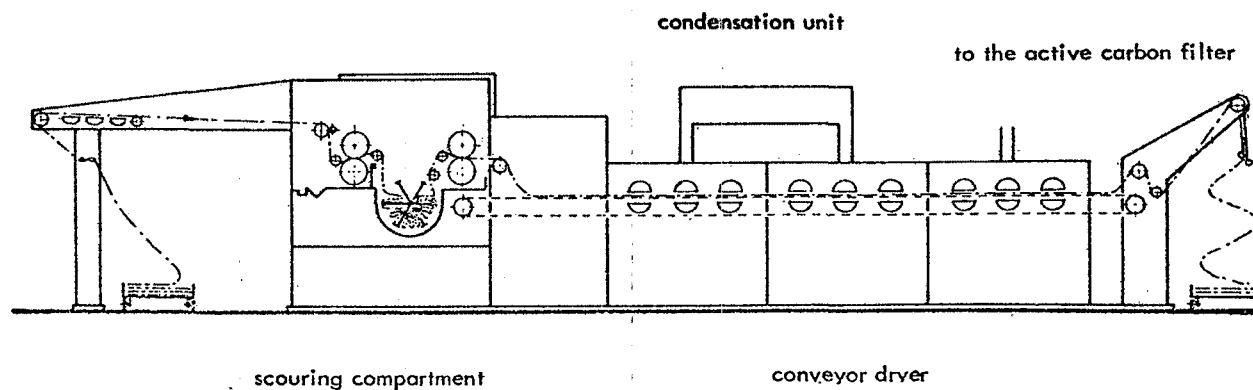 condensation unit
to the active carbon filter
scouring compartment
conveyor dryer